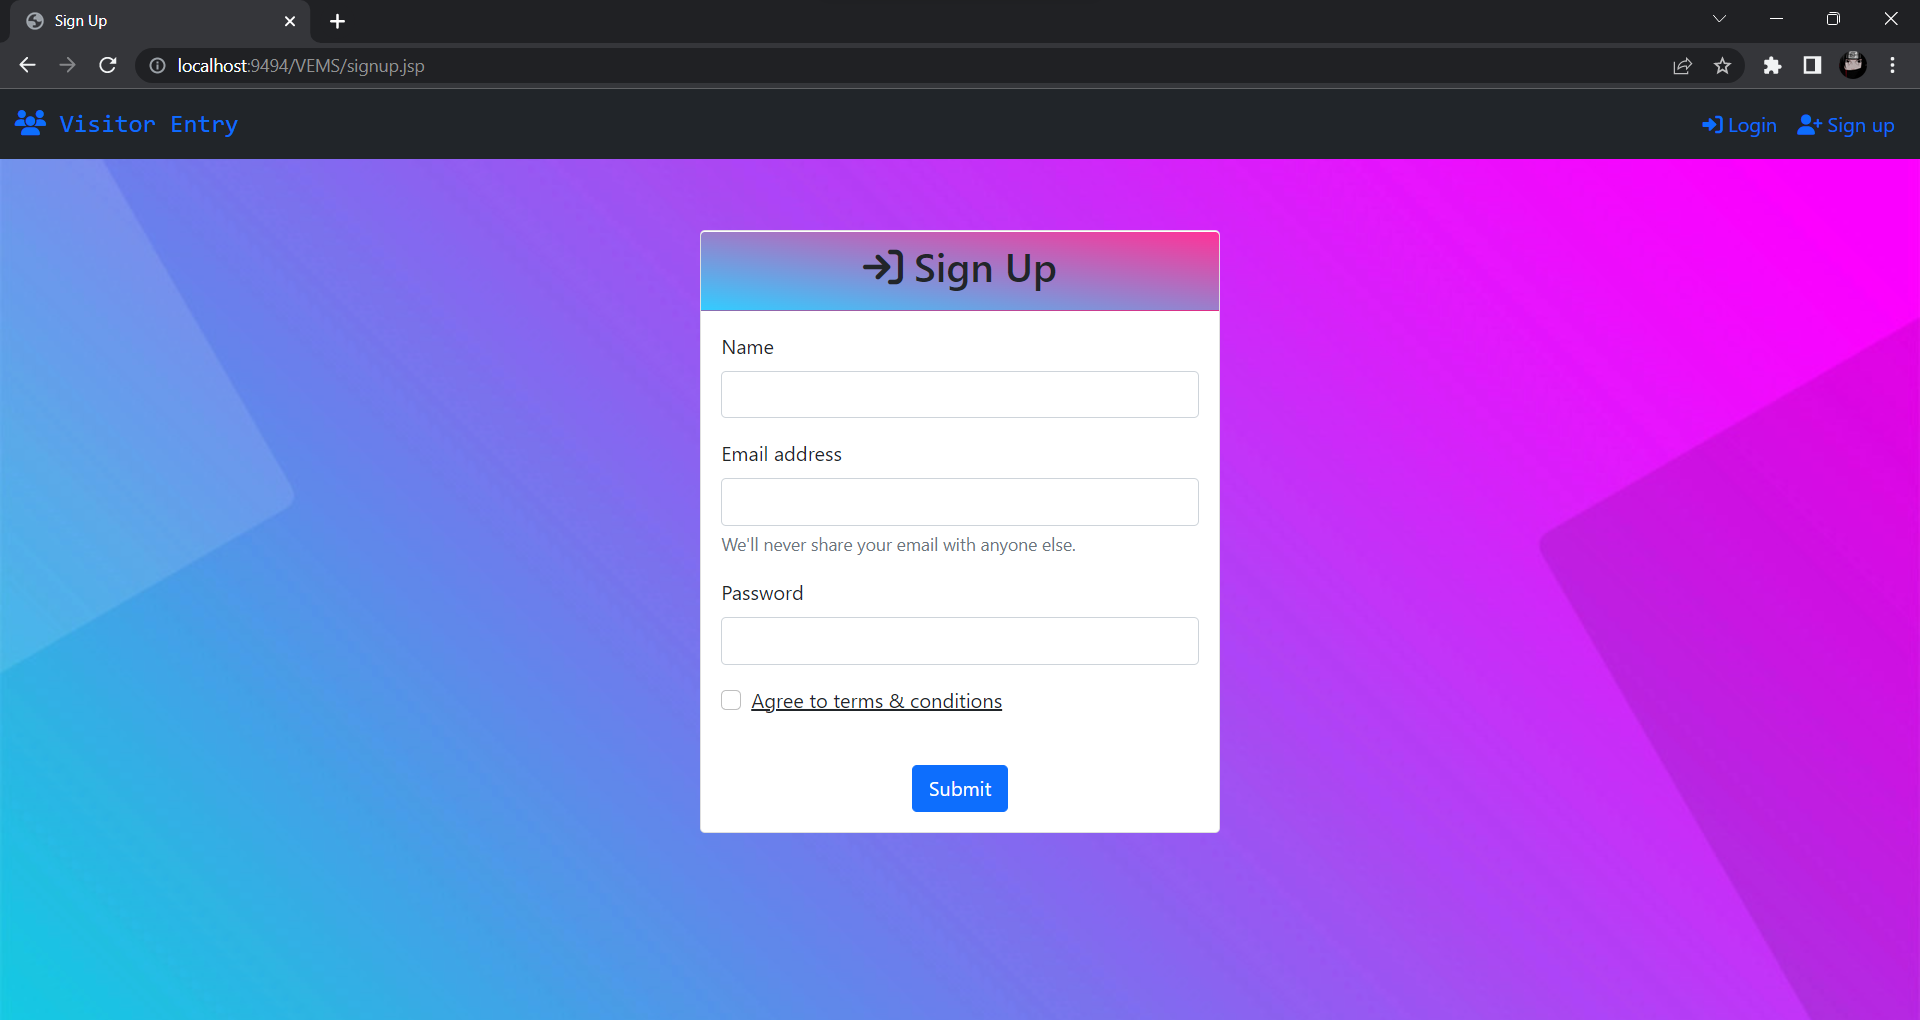 Sign Up
localhost:9494/VEMS/signup.jsp
Visitor Entry
Login
Sign up
Sign Up
Name
Email address
We'll never share your email with anyone else.
Password
Agree to terms & conditions
Submit